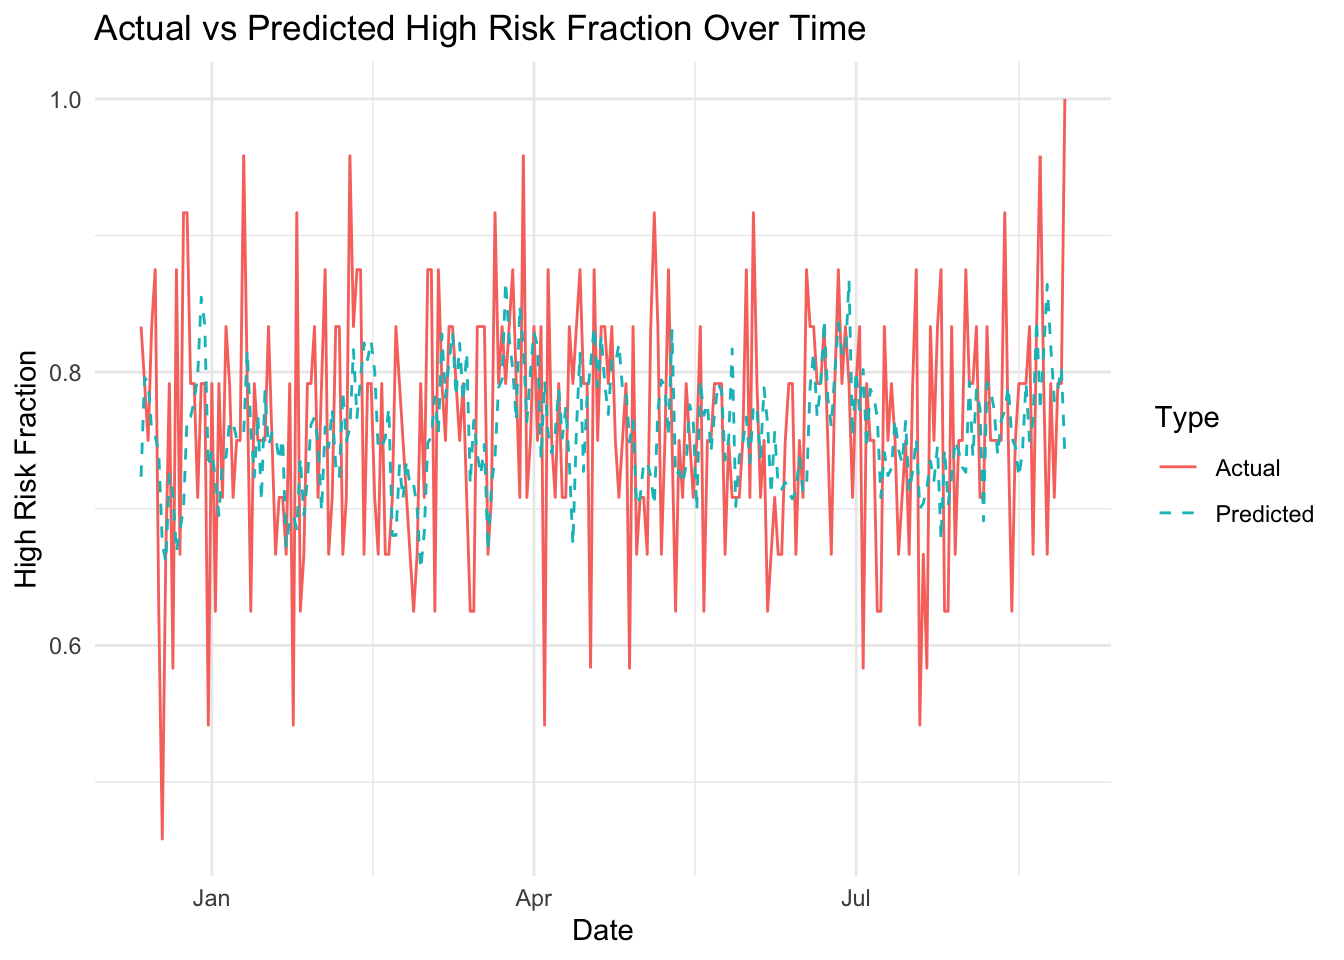 Actual vs Predicted High Risk Fraction Over Time
High Risk Fraction
1.0
0.8
0.6
Jan
Apr
Jul
Date
Type
Actual
Predicted